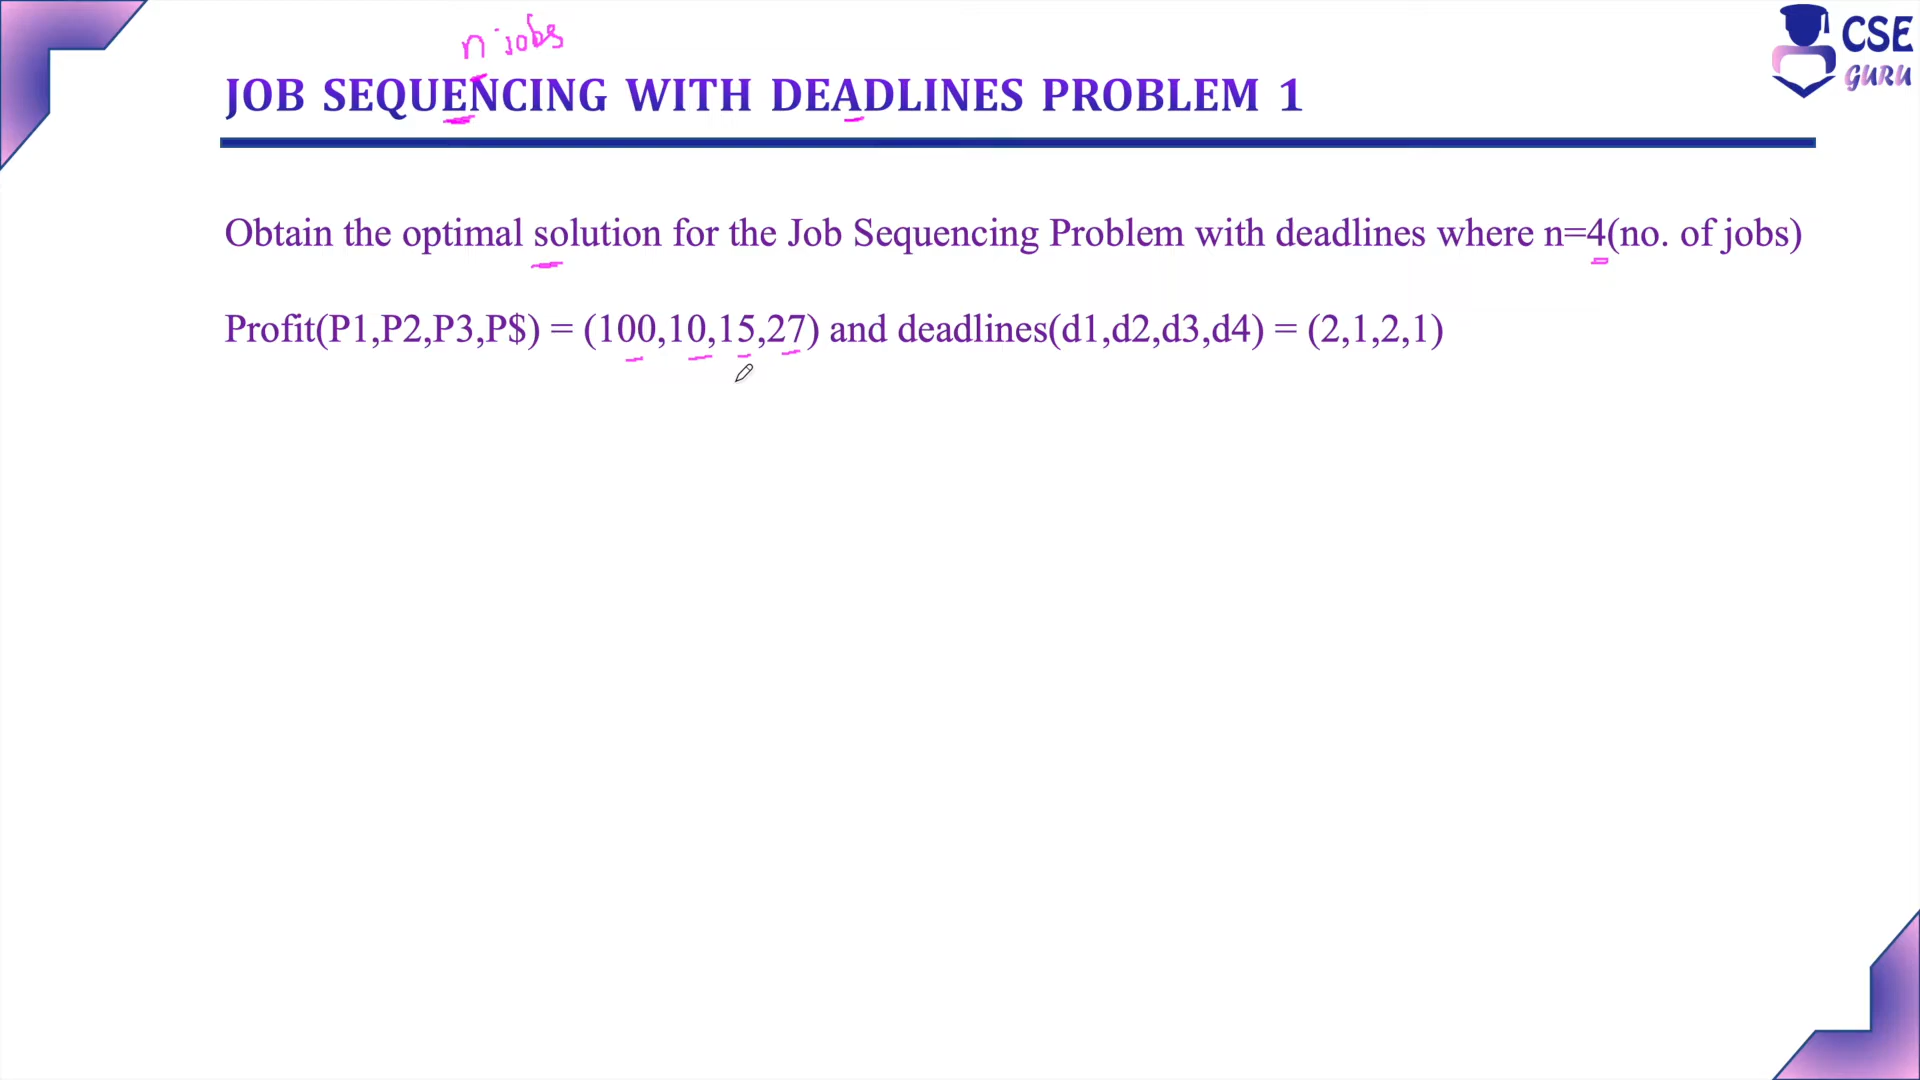 n jobs
JOB SEQUENCING WITH DEADLINES PROBLEM 1
CSE
GURU
Obtain the optimal solution for the Job Sequencing Problem with deadlines where n=4(no. of jobs)
Profit(P1,P2,P3,P$) = (100,10,15,27) and deadlines(d1,d2,d3,d4) = (2,1,2,1)